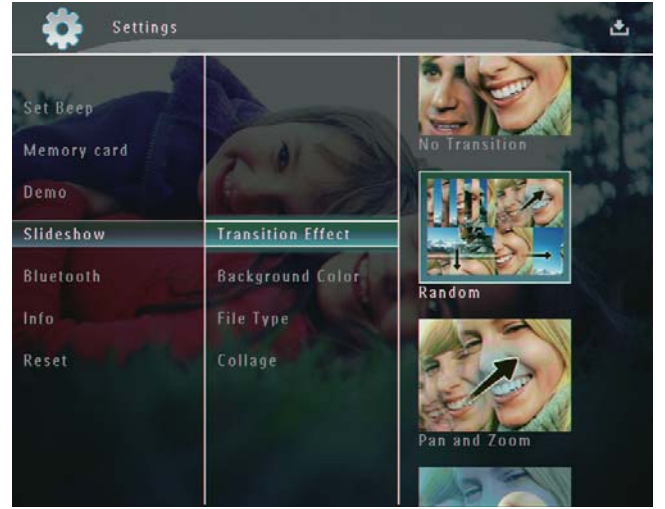 Settings
Set Beep
Memory card
Demo
Slideshow
Bluetooth
Info
Reset
Transition Effect
Background Color
File Type
Collage
No Transition
Random
Pan and Zoom